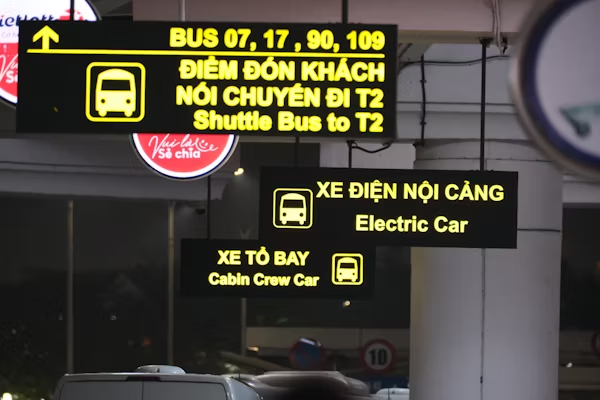 BUS 07, 17 , 90, 109
ĐIỂM ĐÓN KHÁCH
NỐI CHUYẾN ĐI T2
Shuttle Bus to T2
Vui là
Sẻ chia
XE ĐIỆN NỘI CẢNG
Electric Car
XE TỔ BAY
Cabin Crew Car
10